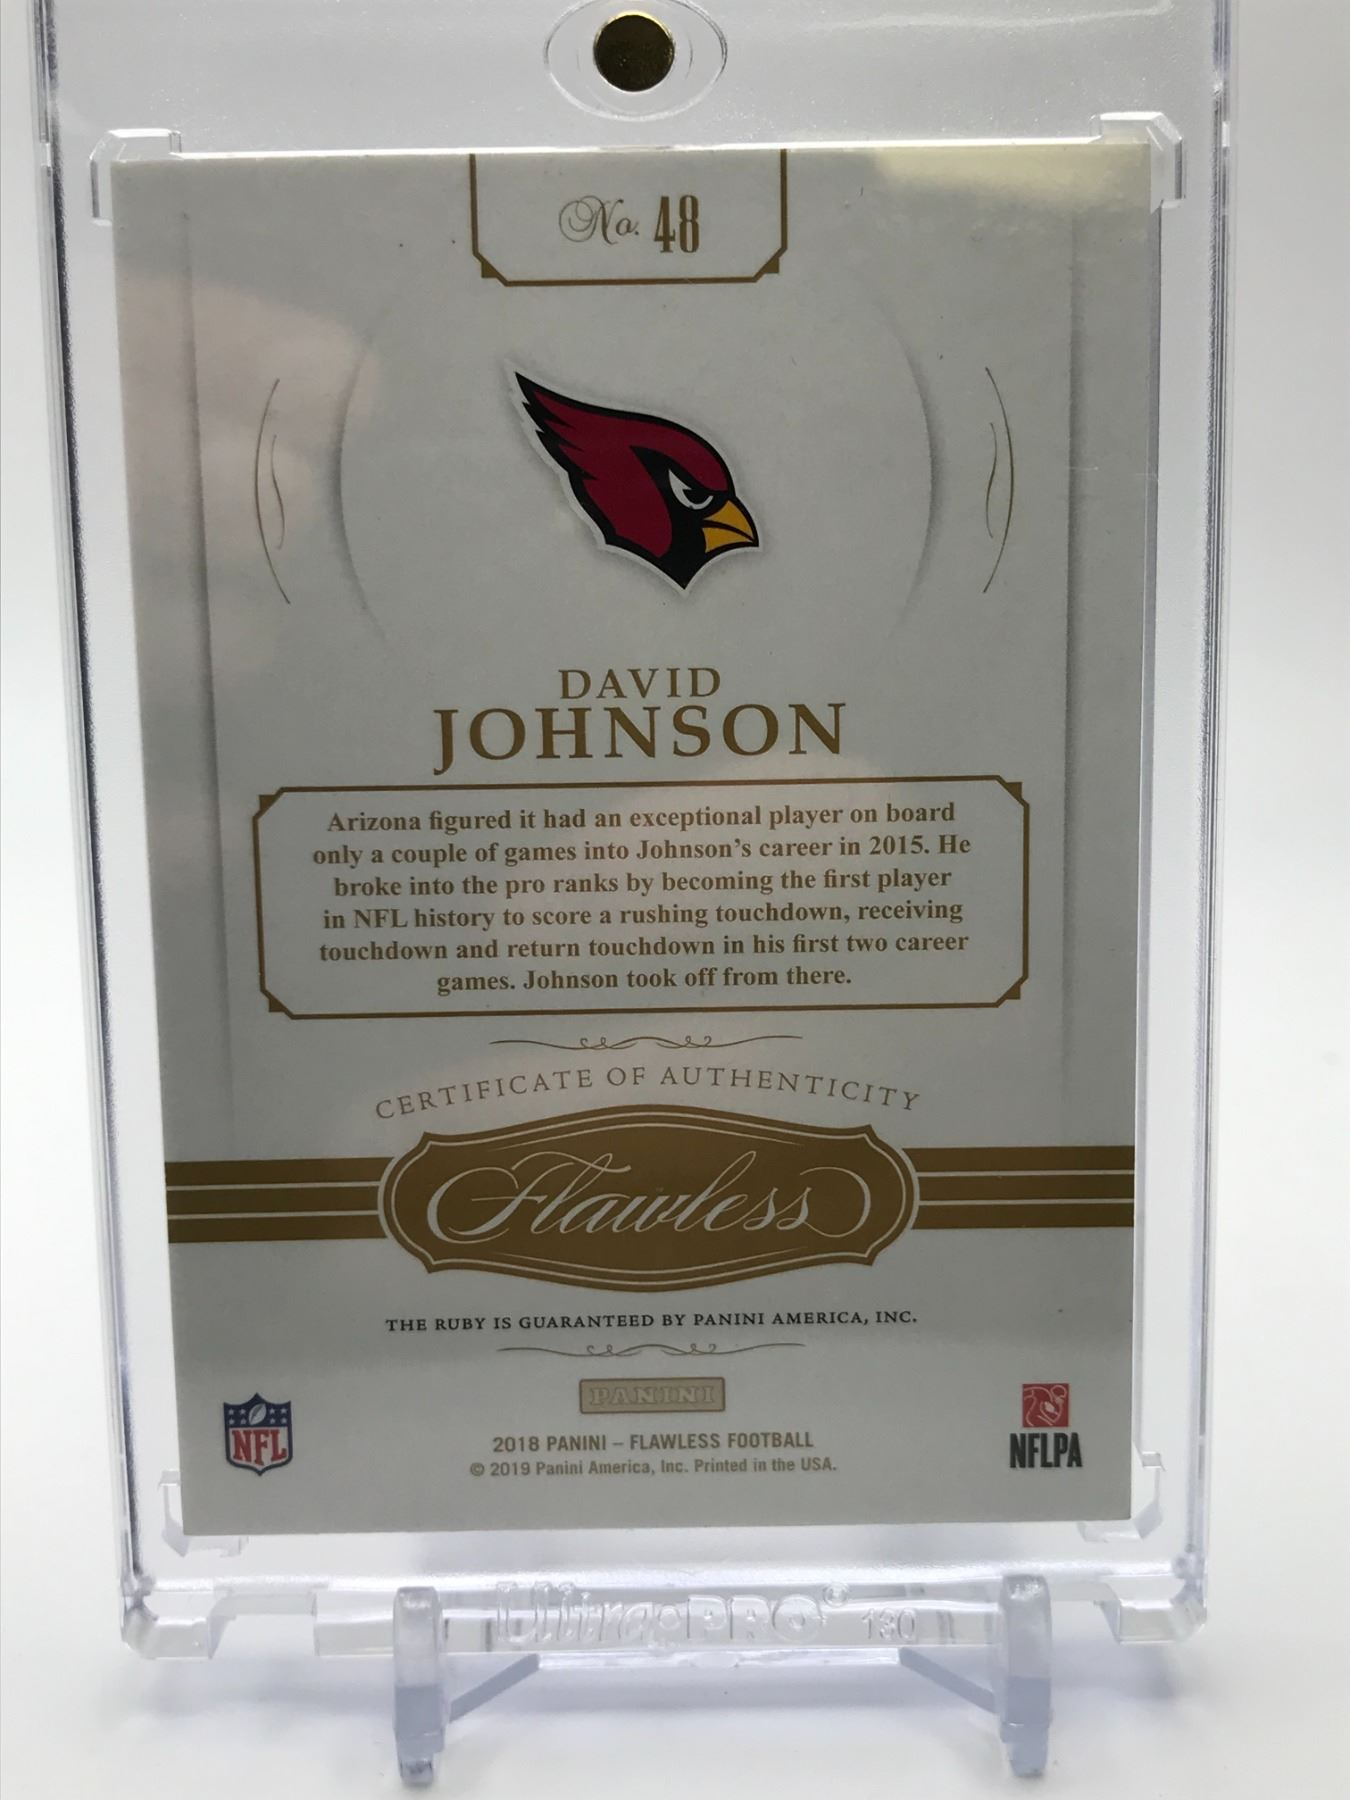 No. 48
DAVID
JOHNSON
Arizona figured it had an exceptional player on board
only a couple of games into Johnson's career in 2015. He
broke into the pro ranks by becoming the first player
in NFL history to score a rushing touchdown, receiving
touchdown and return touchdown in his first two career
games. Johnson took off from there.
CERTIFICATE OF AUTHENTICITY
Flawless
THE RUBY IS GUARANTEED BY PANINI AMERICA, INC.
PANINI
NFL
NFLPA
2018 PANINI – FLAWLESS FOOTBALL
© 2019 Panini America, Inc. Printed in the USA.
Ultra PRO® 130